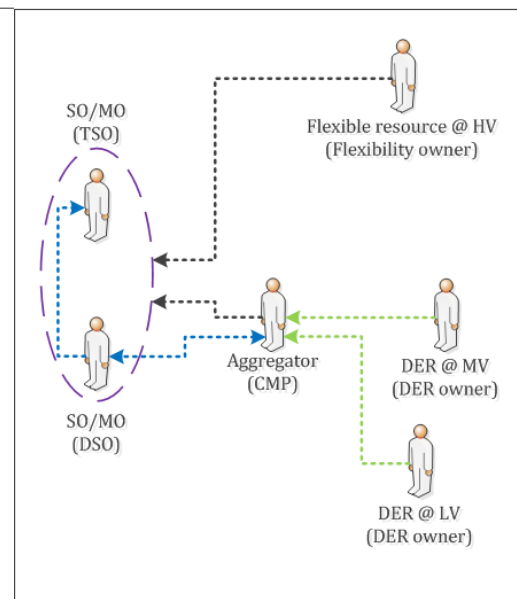 SO/MO
(TSO)
Flexible resource @ HV
(Flexibility owner)
Aggregator
(CMP)
DER @ MV
(DER owner)
SO/MO
(DSO)
DER @ LV
(DER owner)